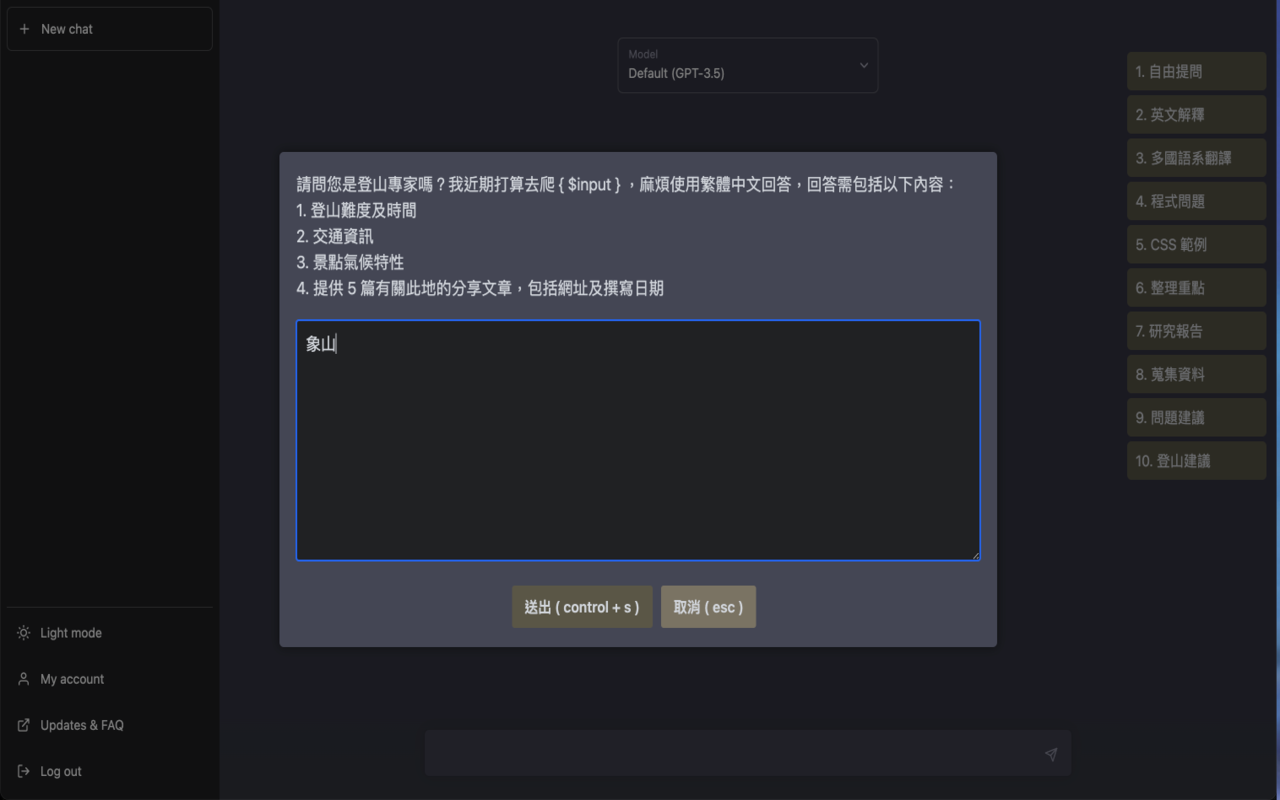 New chat
Model
Default (GPT-3.5)
1. 自由提問
2. 英文解釋
3. 多國語系翻譯
4. 程式問題
5. CSS 範例
6. 整理重點
7. 研究報告
8. 蒐集資料
9. 問題建議
10. 登山建議
請問您是登山專家嗎？我近期打算去爬 { $input } ，麻煩使用繁體中文回答，回答需包括以下內容：
1. 登山難度及時間
2. 交通資訊
3. 景點氣候特性
4. 提供 5 篇有關此地的分享文章，包括網址及撰寫日期
象山
送出 ( control + s )
取消 ( esc )
Light mode
My account
Updates & FAQ
Log out